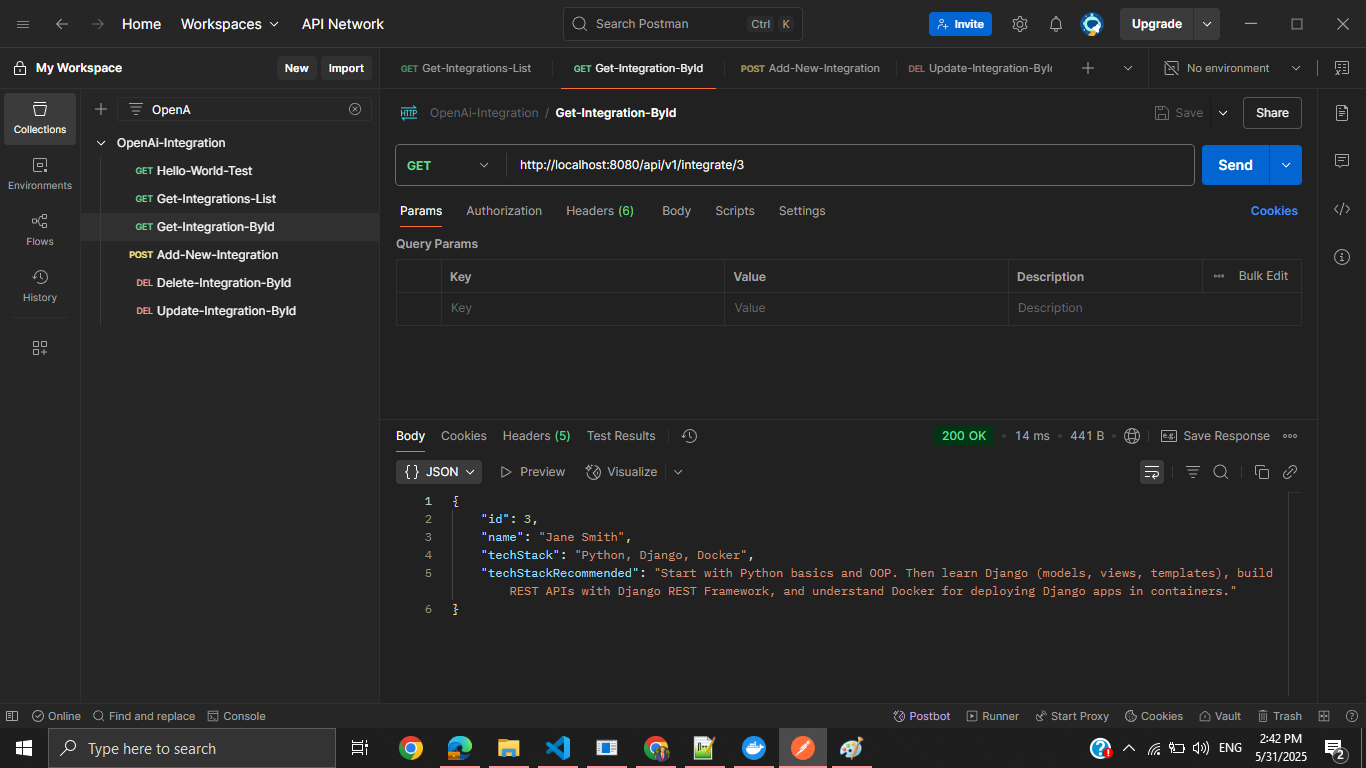 Home Workspaces API Network Search Postman Ctrl K Invite Upgrade
My Workspace New Import GET Get-Integrations-List GET Get-Integration-ById POST Add-New-Integration DEL Update-Integration-ById No environment
Collections
Environments
Flows
History
OpenA
OpenAi-Integration
GET Hello-World-Test
GET Get-Integrations-List
GET Get-Integration-ById
POST Add-New-Integration
DEL Delete-Integration-ById
DEL Update-Integration-ById
HTTP OpenAi-Integration / Get-Integration-ById Save Share
GET http://localhost:8080/api/v1/integrate/3 Send
Params Authorization Headers (6) Body Scripts Settings Cookies
Query Params
Key Value Description Bulk Edit
Key Value Description
Body Cookies Headers (5) Test Results 200 OK 14 ms 441 B e.g. Save Response
{} JSON Preview Visualize
1 {
2 "id": 3,
3 "name": "Jane Smith",
4 "techStack": "Python, Django, Docker",
5 "techStackRecommended": "Start with Python basics and OOP. Then learn Django (models, views, templates), build
REST APIs with Django REST Framework, and understand Docker for deploying Django apps in containers."
6 }
Online Find and replace Console Postbot Runner Start Proxy Cookies Vault Trash
Type here to search ENG 2:42 PM
5/31/2025 2